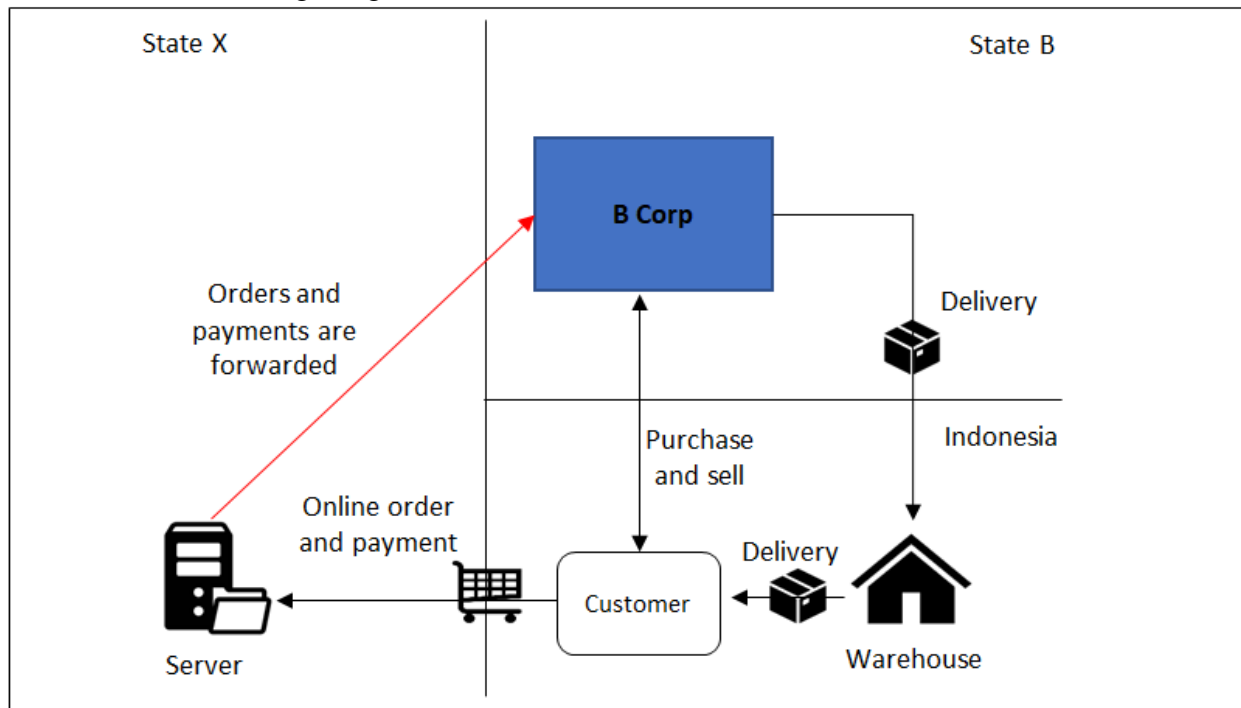 State X
State B
B Corp
Orders and
payments are
forwarded
Delivery
Indonesia
Purchase
and sell
Online order
and payment
Delivery
Customer
Server
Warehouse